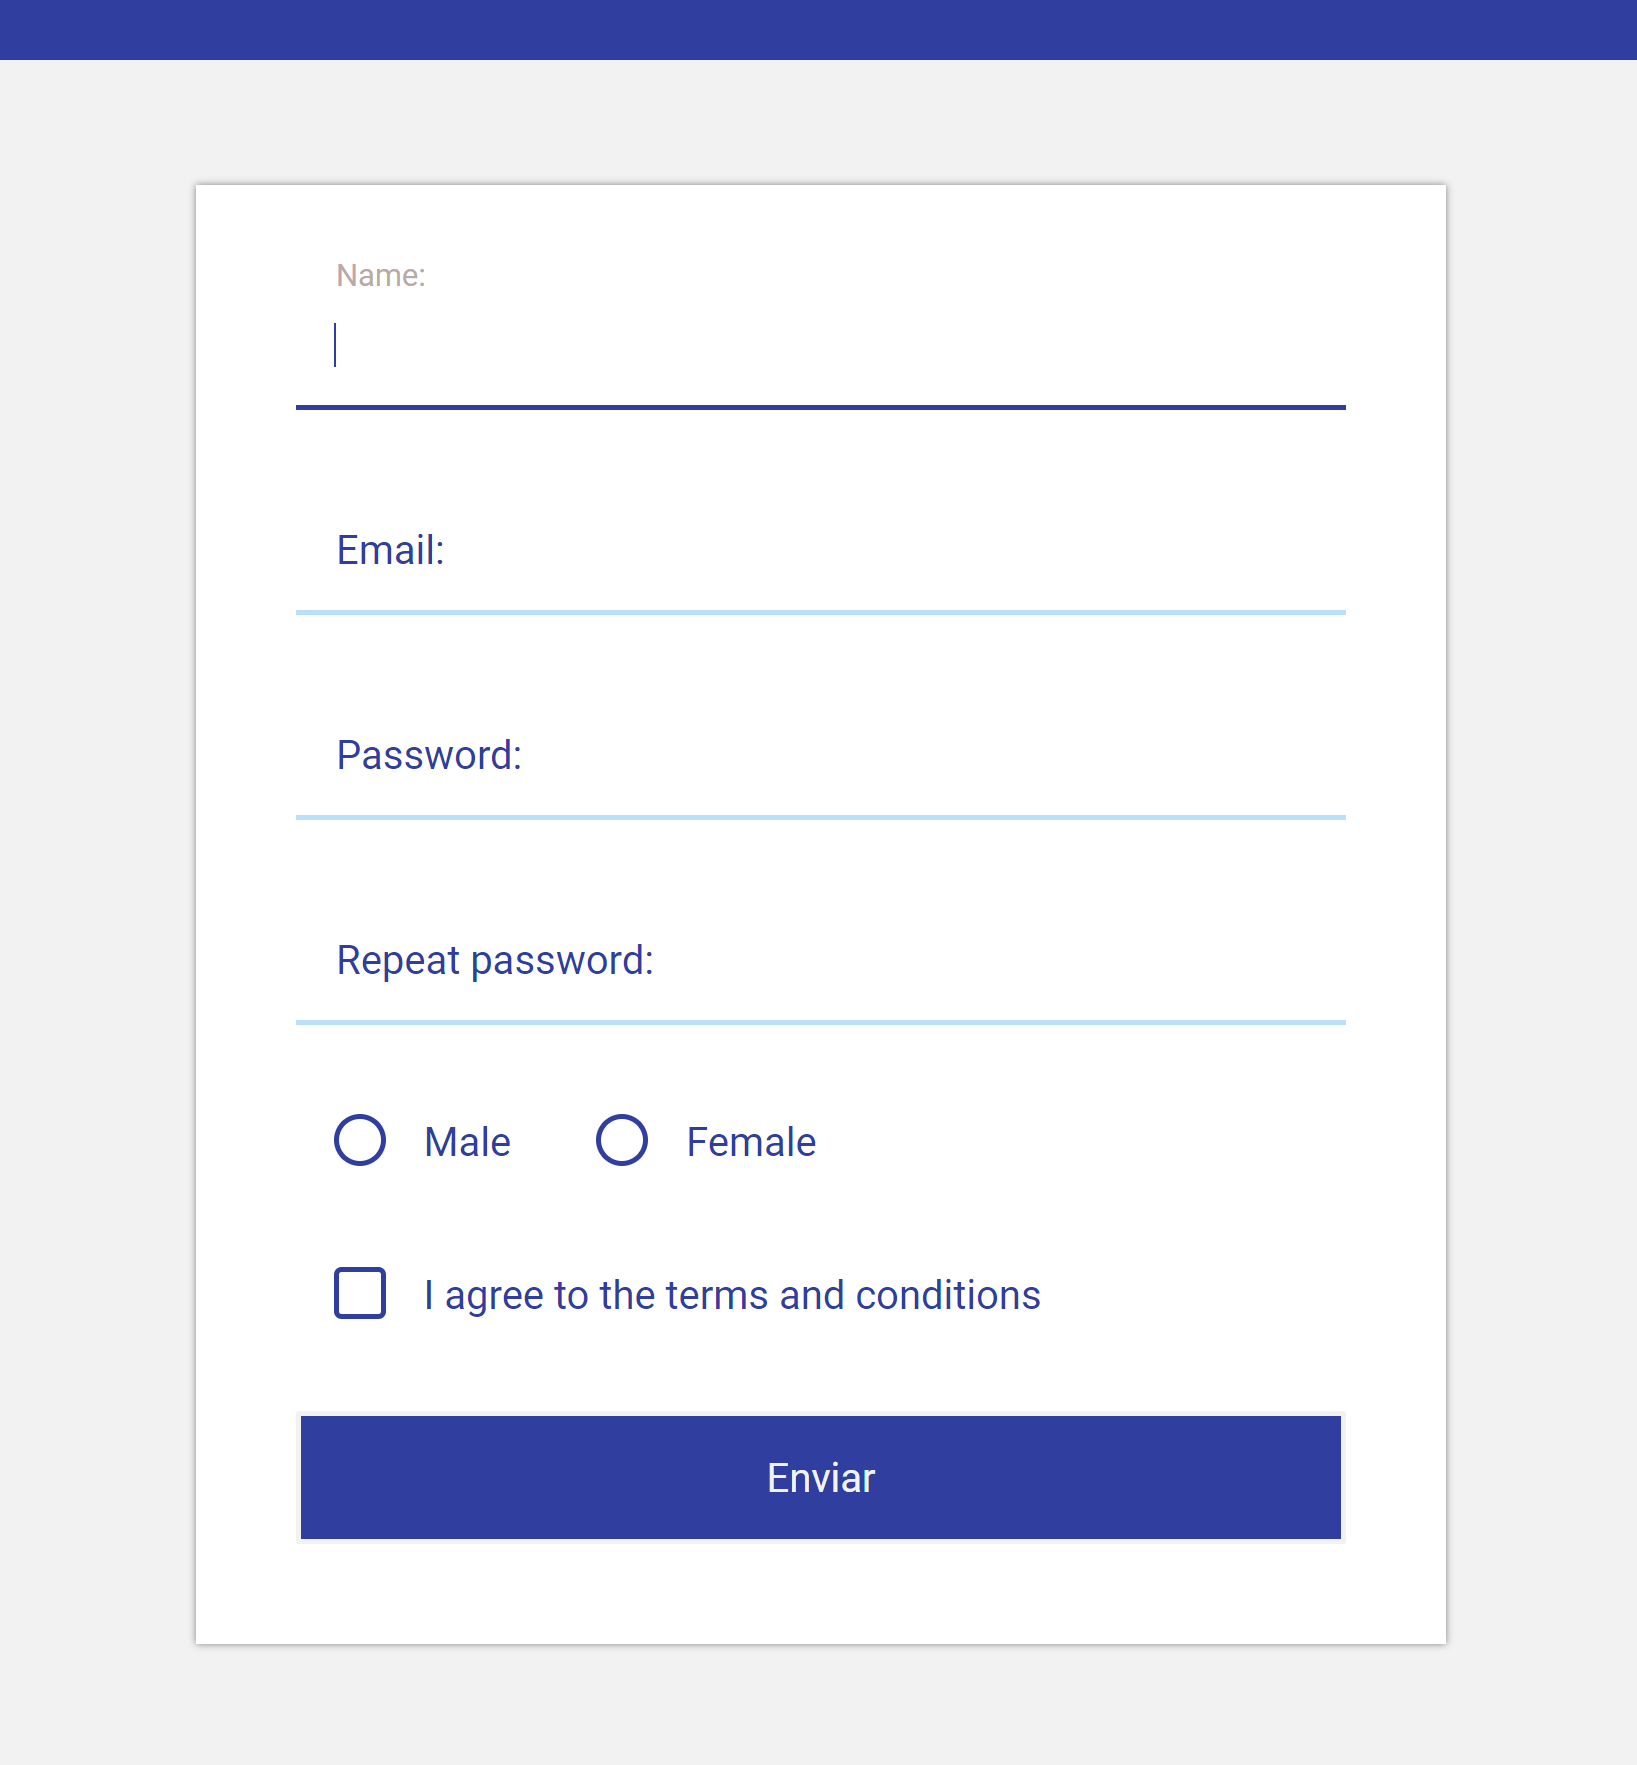 Name:
Email:
Password:
Repeat password:
Male Female
I agree to the terms and conditions
Enviar